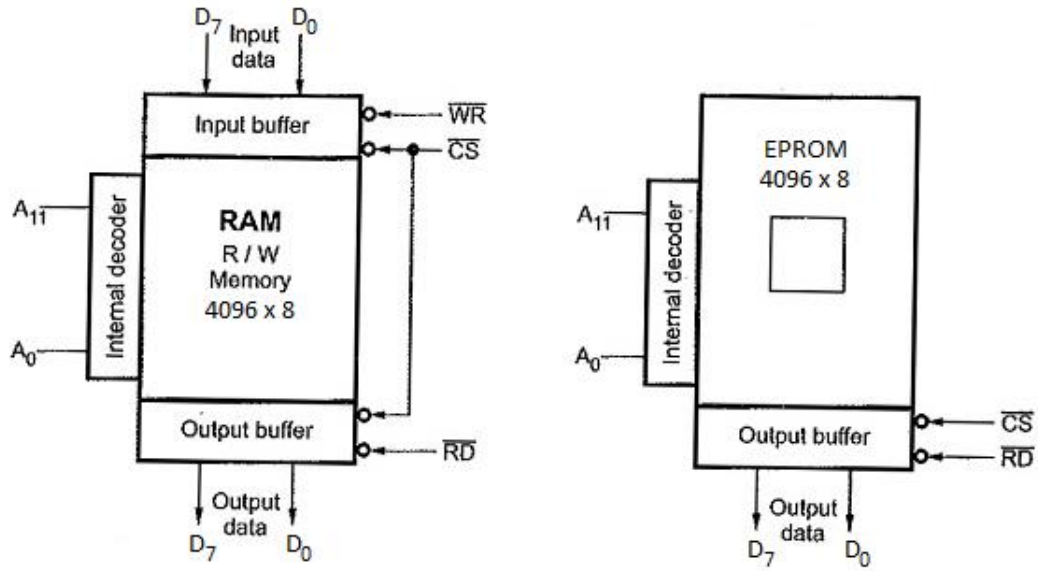 D7 D0
Input
data
Input buffer
WR
CS
A11
A0
Internal decoder
RAM
R / W
Memory
4096 x 8
Output buffer
RD
Output
data
D7 D0
EPROM
4096 x 8
A11
A0
Internal decoder
Output buffer
CS
RD
Output
data
D7 D0